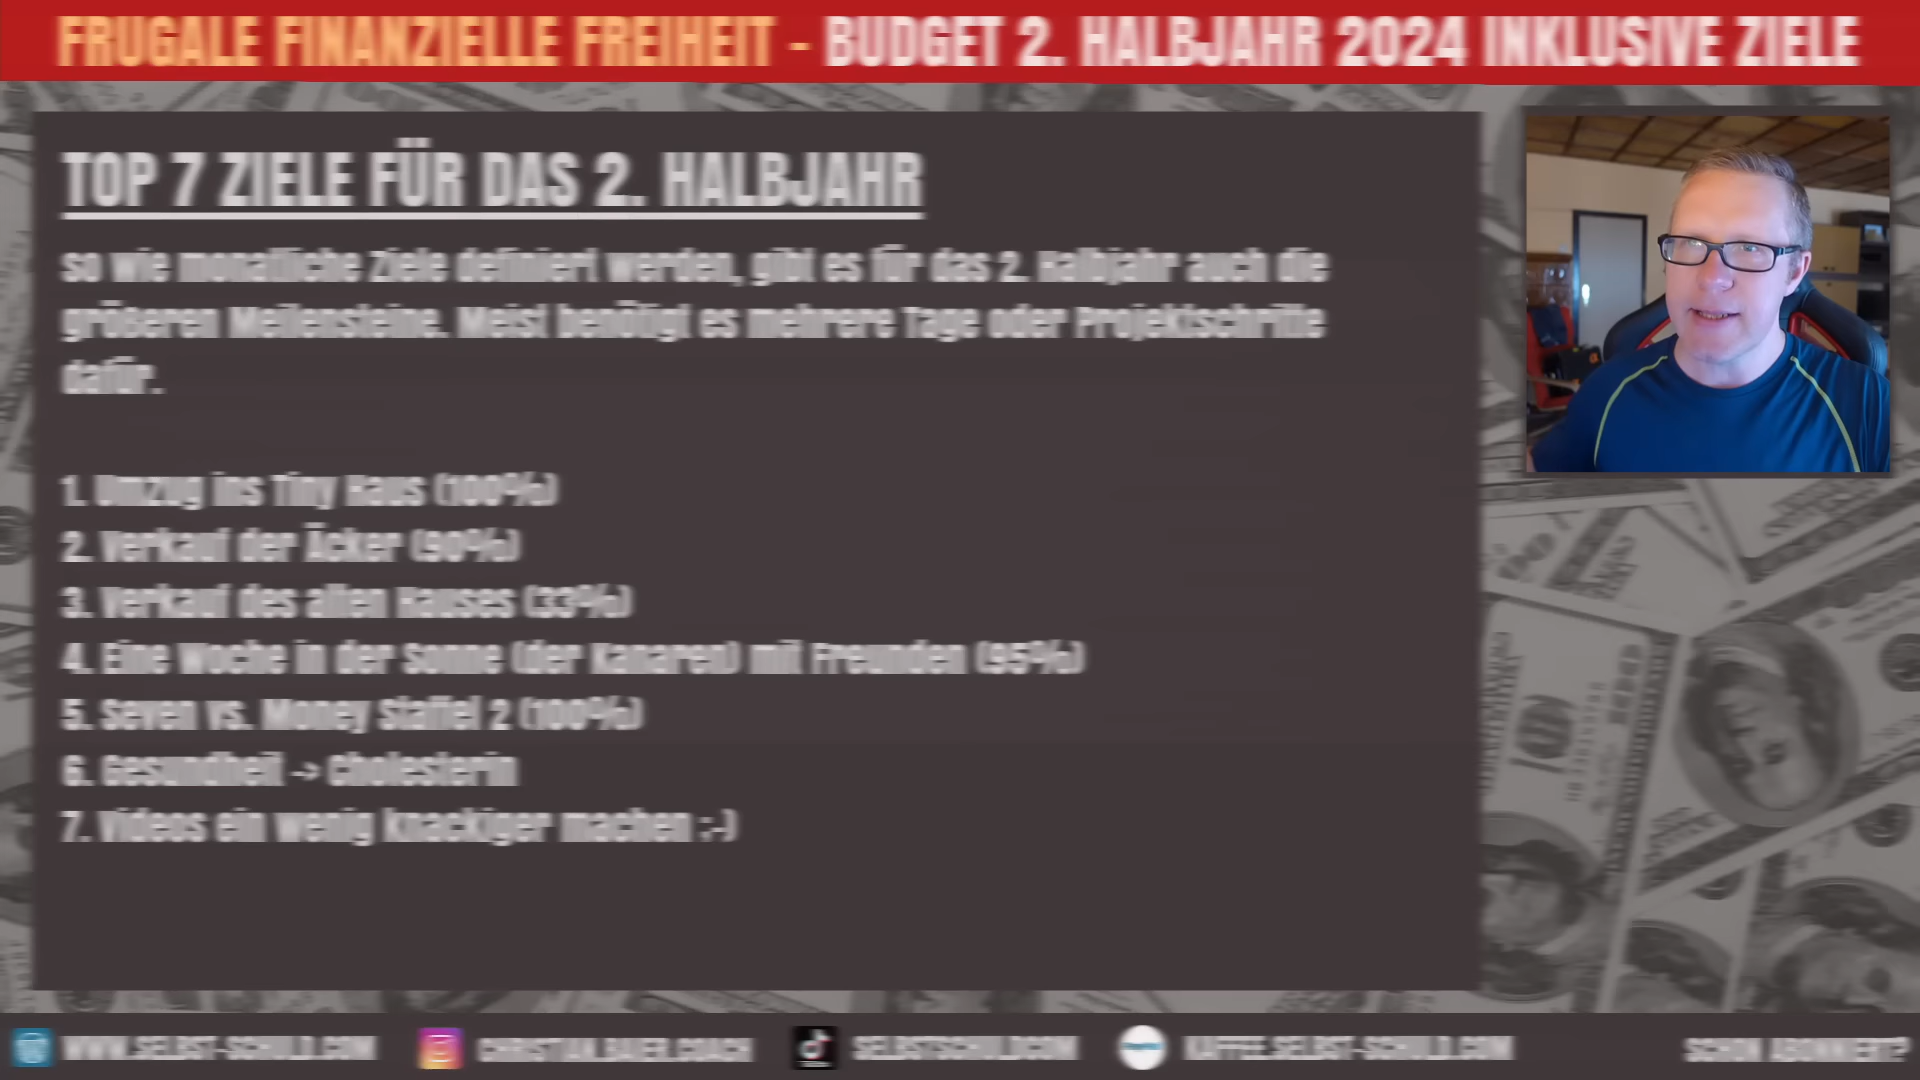 FRUGALE FINANZIELLE FREIHEIT - BUDGET 2. HALBJAHR 2024 INKLUSIVE ZIELE
TOP 7 ZIELE FÜR DAS 2. HALBJAHR
so wie monatliche Ziele definiert werden, gibt es für das 2. Halbjahr auch die
größeren Meilensteine. Meist benötigt es mehrere Tage oder Projektschritte
dafür.
1. Umzug ins Tiny Haus (100%)
2. Verkauf der Äcker (90%)
3. Verkauf des alten Hauses (33%)
4. Eine Woche in der Sonne (der Kanaren) mit Freunden (95%)
5. Seven vs. Money Staffel 2 (100%)
6. Gesundheit -> Cholesterin
7. Videos ein wenig knackiger machen :-)
WWW.SELBST-SCHULD.COM CHRISTIAN.BAIER.COACH SELBSTSCHULDCOM KAFFEE.SELBST-SCHULD.COM SCHON ABONNIERT?